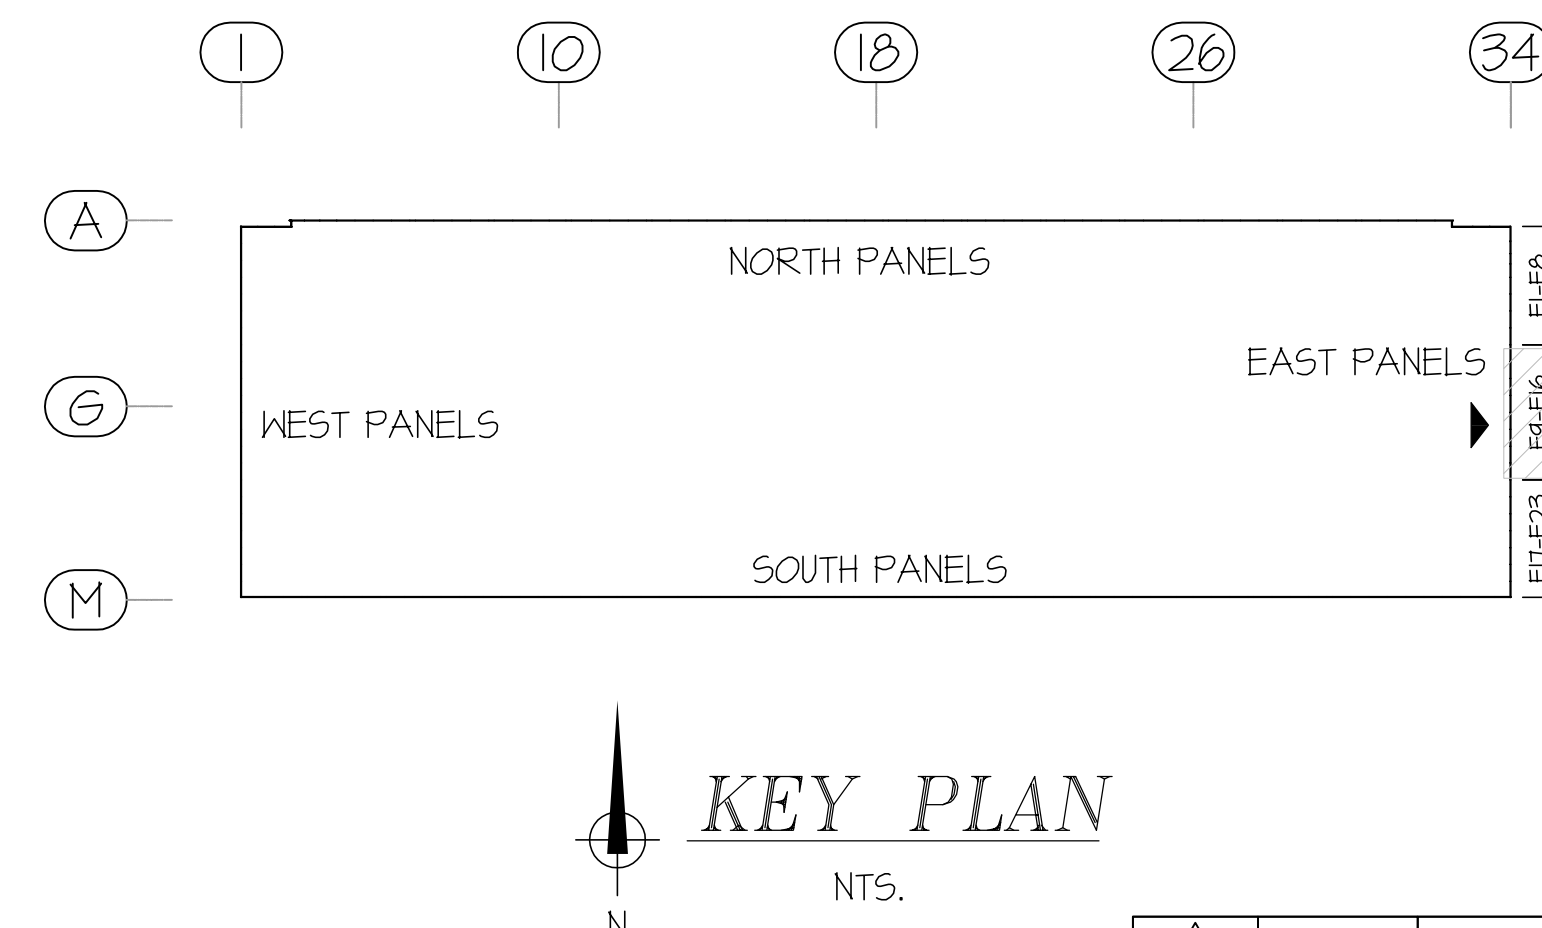 1 10 18 26 34
A
NORTH PANELS
E1-E8
EAST PANELS
G
WEST PANELS
E9-E16
SOUTH PANELS
E17-E23
M
KEY PLAN
NTS.
N